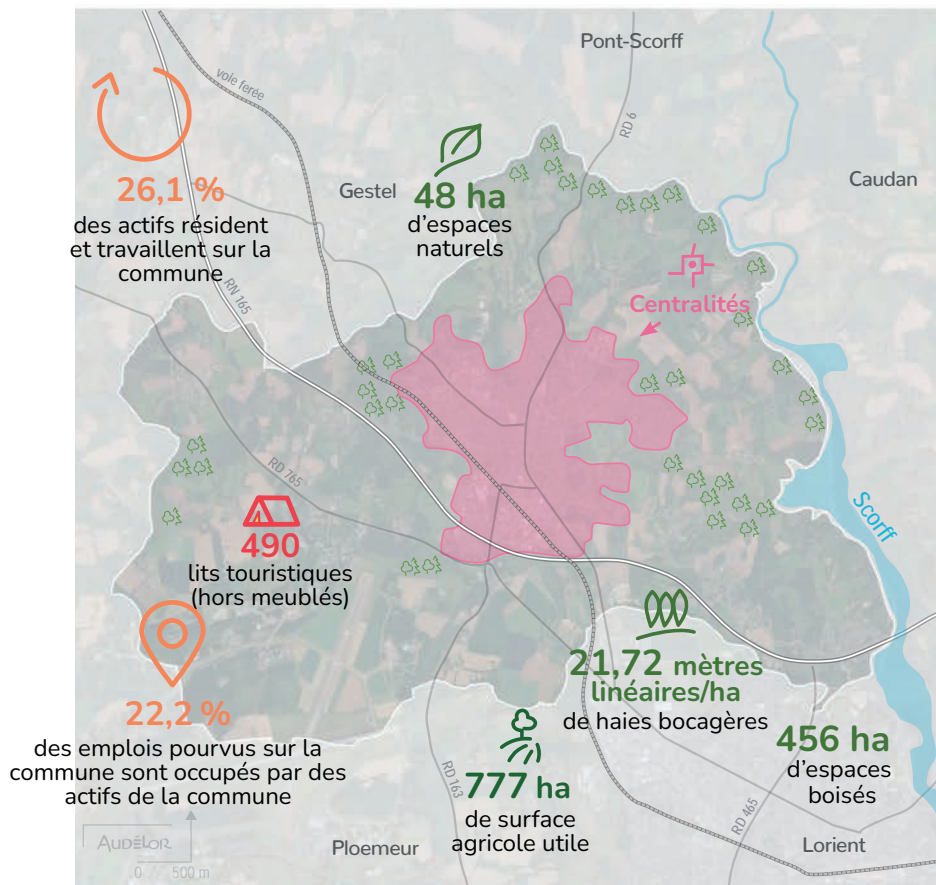 Pont-Scorff
voie ferée
RD 6
Caudan
Gestel
26,1 %
des actifs résident
et travaillent sur la
commune
48 ha
d'espaces
naturels
Centralités
RN 165
RD 765
Scorff
490
lits touristiques
(hors meublés)
21,72 mètres
linéaires/ha
de haies bocagères
22,2 %
des emplois pourvus sur la
commune sont occupés par des
actifs de la commune
777 ha
de surface
agricole utile
456 ha
d'espaces
boisés
RD 163
RD 465
AUDÉLOR
0 500 m
Ploemeur
Lorient